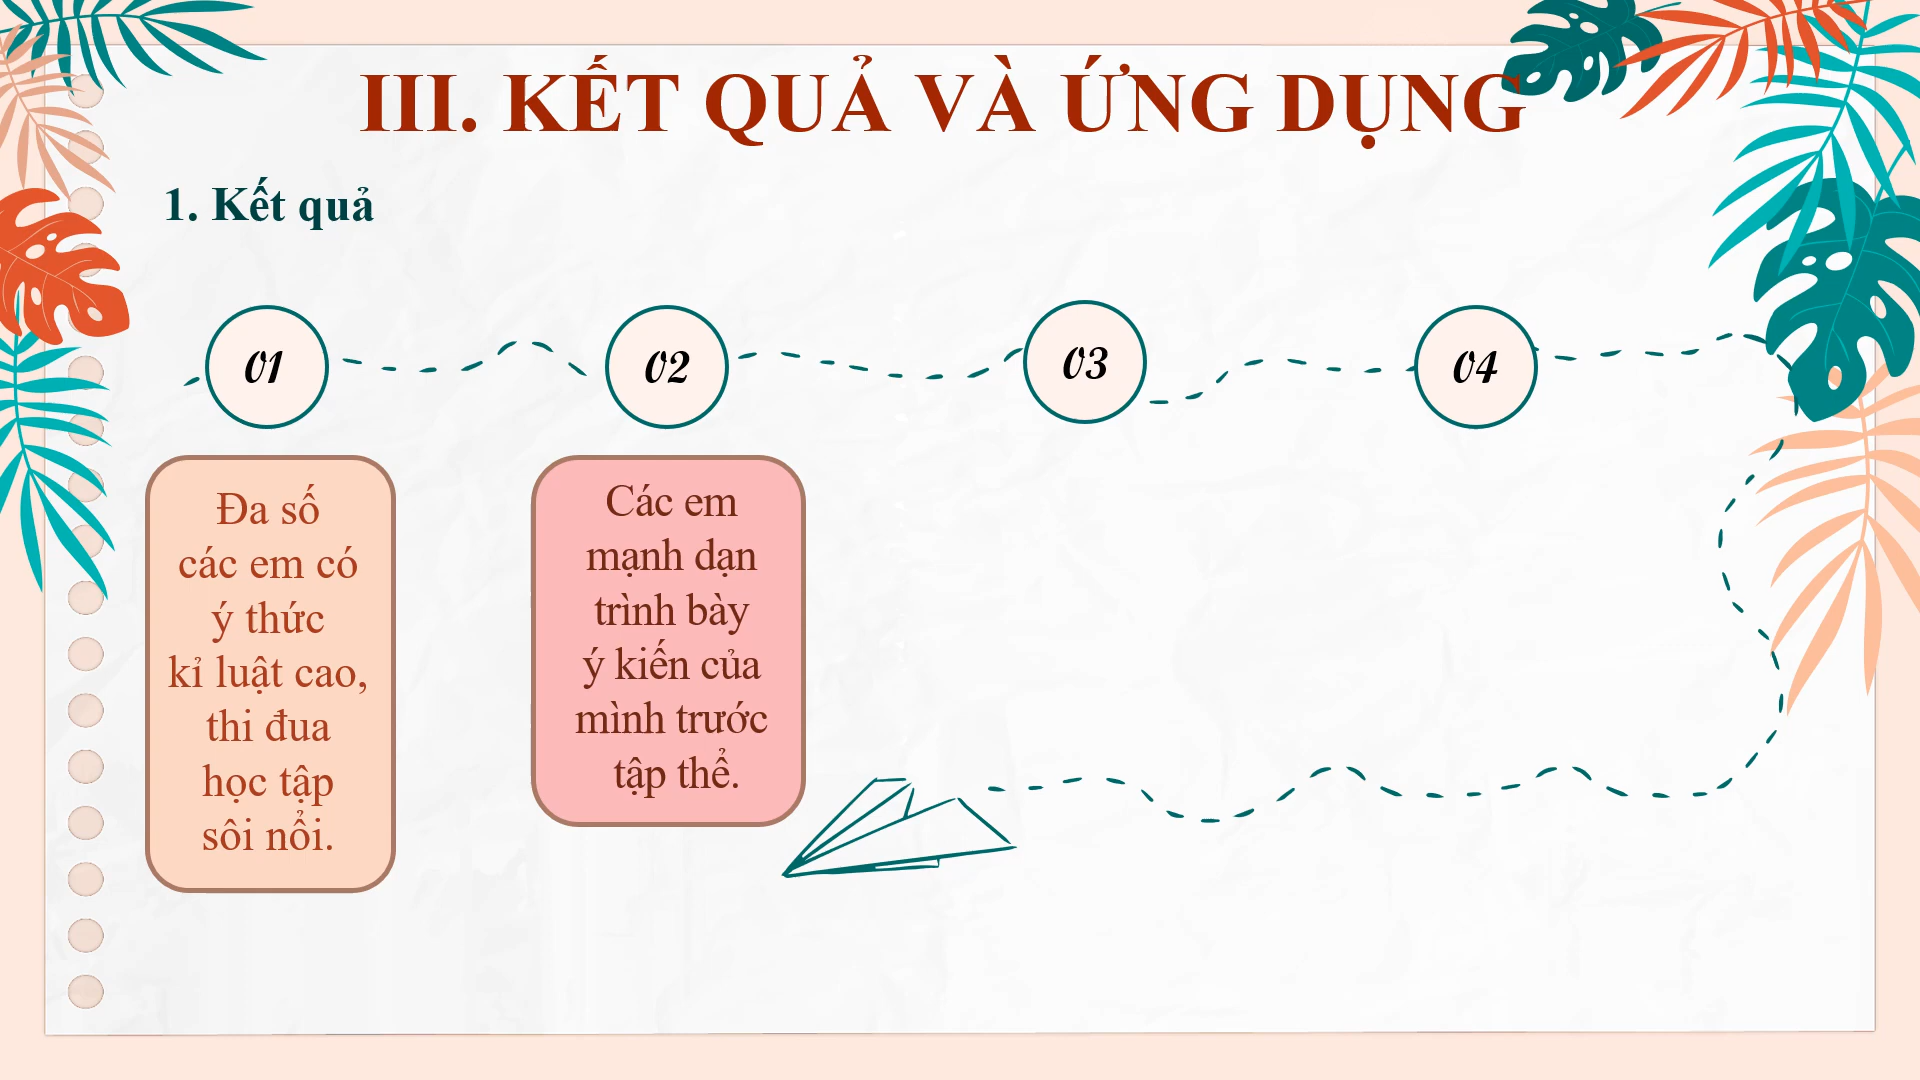 III. KẾT QUẢ VÀ ỨNG DỤNG
1. Kết quả
01
02
03
04
Đa số
các em có
ý thức
kỉ luật cao,
thi đua
học tập
sôi nổi.
Các em
mạnh dạn
trình bày
ý kiến của
mình trước
tập thể.